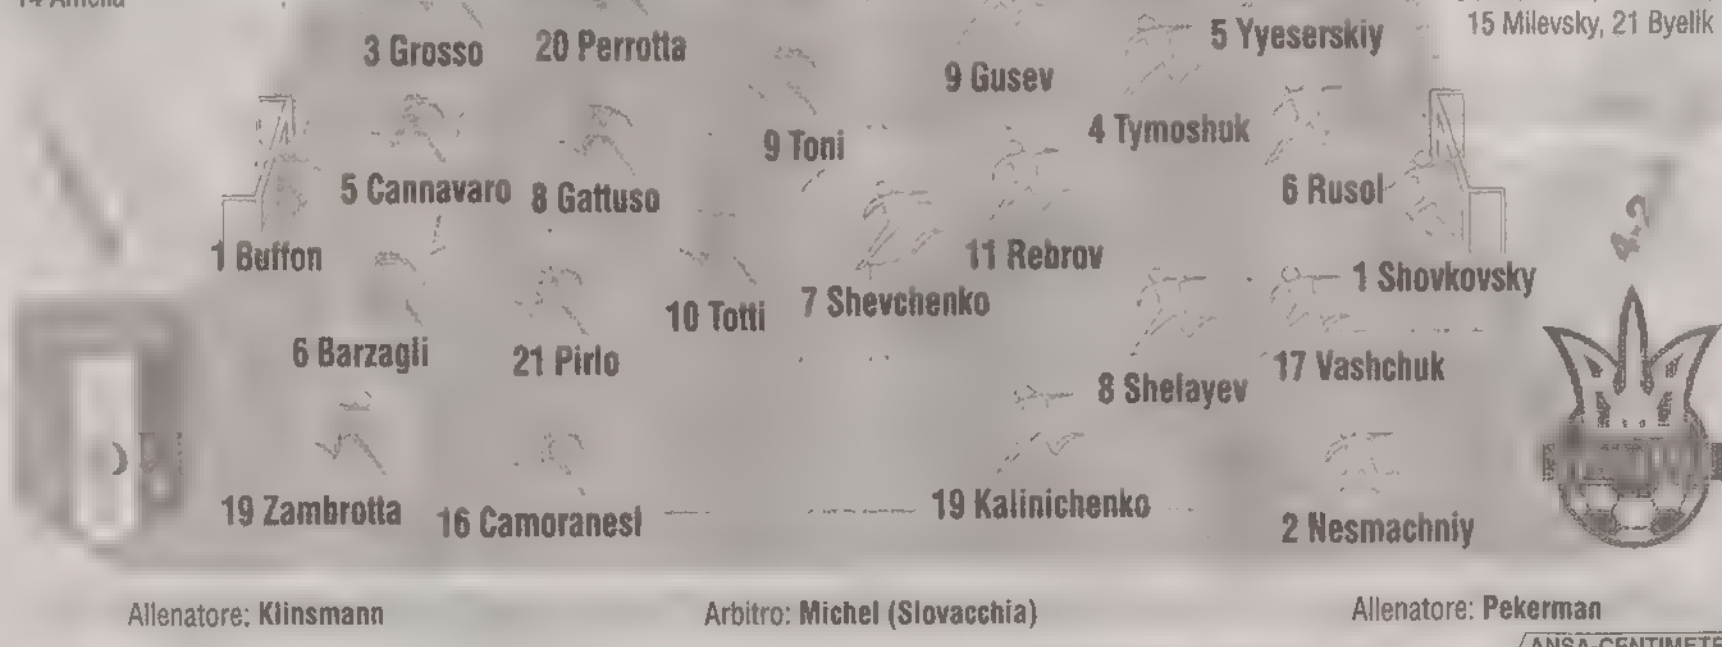 15 Milevsky, 21 Byelik
5 Yyeserskiy
3 Grosso
20 Perrotta
9 Gusev
4 Tymoshuk
9 Toni
5 Cannavaro
8 Gattuso
6 Rusol
1 Buffon
11 Rebrov
1 Shovkovsky
4-2
7 Shevchenko
10 Totti
6 Barzagli
21 Pirlo
17 Vashchuk
8 Shelayev
19 Zambrotta
16 Camoranesi
19 Kalinichenko
2 Nesmachniy
Allenatore: Klinsmann
Arbitro: Michel (Slovacchia)
Allenatore: Pekerman